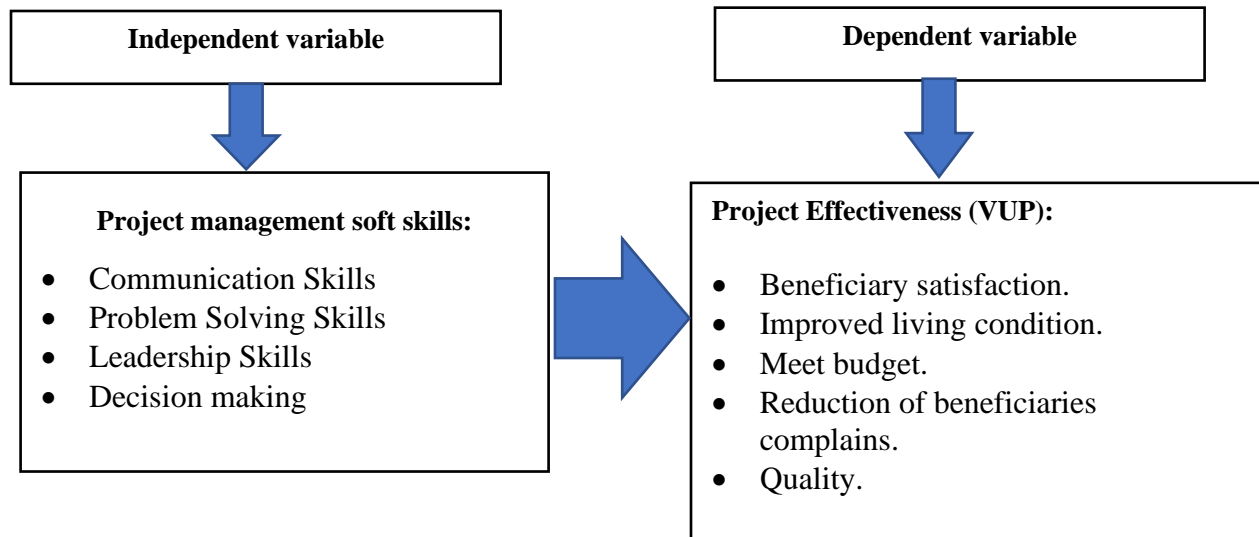 Independent variable
Dependent variable
Project management soft skills:
• Communication Skills
• Problem Solving Skills
• Leadership Skills
• Decision making
Project Effectiveness (VUP):
• Beneficiary satisfaction.
• Improved living condition.
• Meet budget.
• Reduction of beneficiaries
complains.
• Quality.